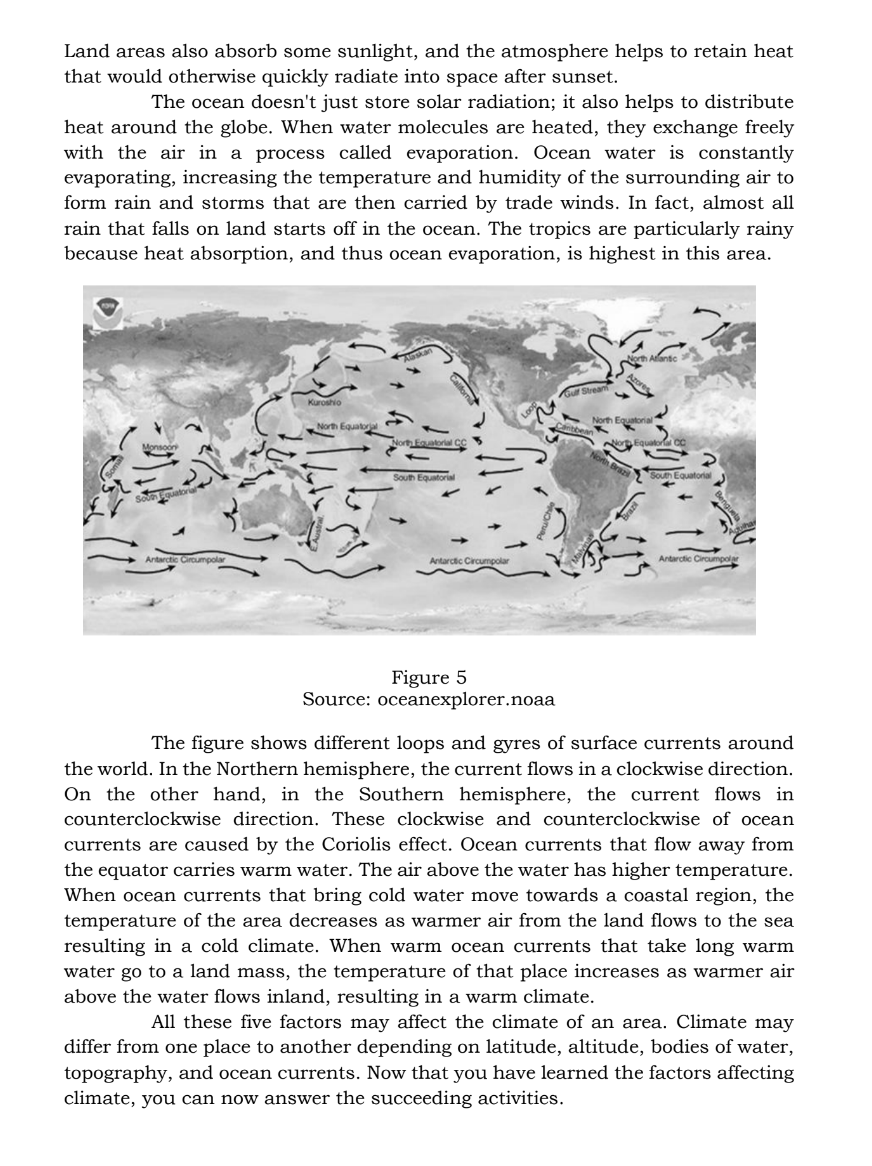 Land areas also absorb some sunlight, and the atmosphere helps to retain heat
that would otherwise quickly radiate into space after sunset.
The ocean doesn't just store solar radiation; it also helps to distribute
heat around the globe. When water molecules are heated, they exchange freely
with the air in a process called evaporation. Ocean water is constantly
evaporating, increasing the temperature and humidity of the surrounding air to
form rain and storms that are then carried by trade winds. In fact, almost all
rain that falls on land starts off in the ocean. The tropics are particularly rainy
because heat absorption, and thus ocean evaporation, is highest in this area.
Alaskan
North Atlantic
California
Azores
Gulf Stream
Kuroshio
Loop
North Equatorial
Caribbean
North Equatorial
Monsoon
North Equatorial CC
North Equatorial CC
Somali
North Brazil
South Equatorial
South Equatorial
South Equatorial
Benguela
Brazil
Peru/Chile
E.Austral.
Antarctic Circumpolar
Antarctic Circumpolar
Antarctic Circumpolar
Figure 5
Source: oceanexplorer.noaa
The figure shows different loops and gyres of surface currents around
the world. In the Northern hemisphere, the current flows in a clockwise direction.
On the other hand, in the Southern hemisphere, the current flows in
counterclockwise direction. These clockwise and counterclockwise of ocean
currents are caused by the Coriolis effect. Ocean currents that flow away from
the equator carries warm water. The air above the water has higher temperature.
When ocean currents that bring cold water move towards a coastal region, the
temperature of the area decreases as warmer air from the land flows to the sea
resulting in a cold climate. When warm ocean currents that take long warm
water go to a land mass, the temperature of that place increases as warmer air
above the water flows inland, resulting in a warm climate.
All these five factors may affect the climate of an area. Climate may
differ from one place to another depending on latitude, altitude, bodies of water,
topography, and ocean currents. Now that you have learned the factors affecting
climate, you can now answer the succeeding activities.